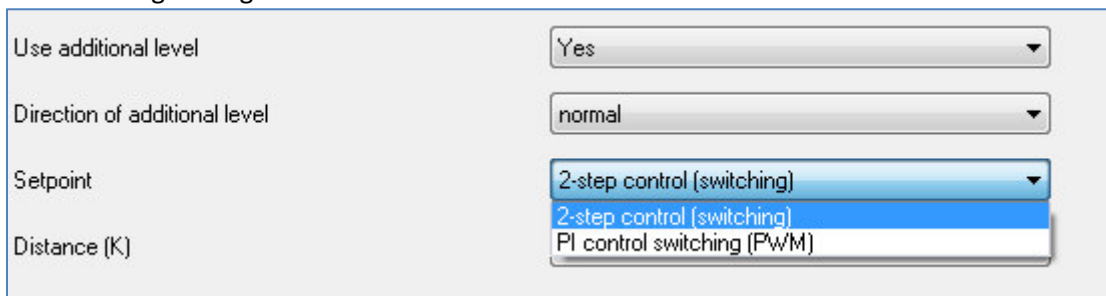 Use additional level Yes
Direction of additional level normal
Setpoint 2-step control (switching)
2-step control (switching)
PI control switching (PWM)
Distance (K)